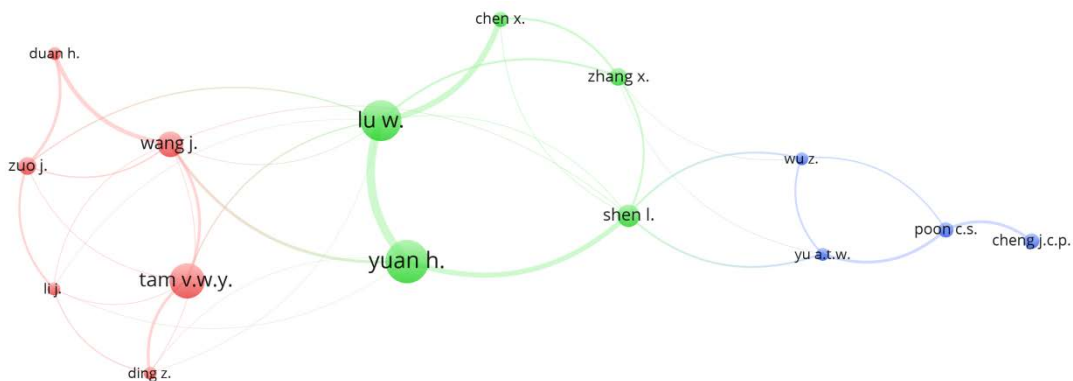 chen x.
duan h.
zhang x.
lu w.
wang j.
wu z.
zuo j.
shen l.
poon c.s.
cheng j.c.p.
yu a.t.w.
yuan h.
tam v.w.y.
li j.
ding z.